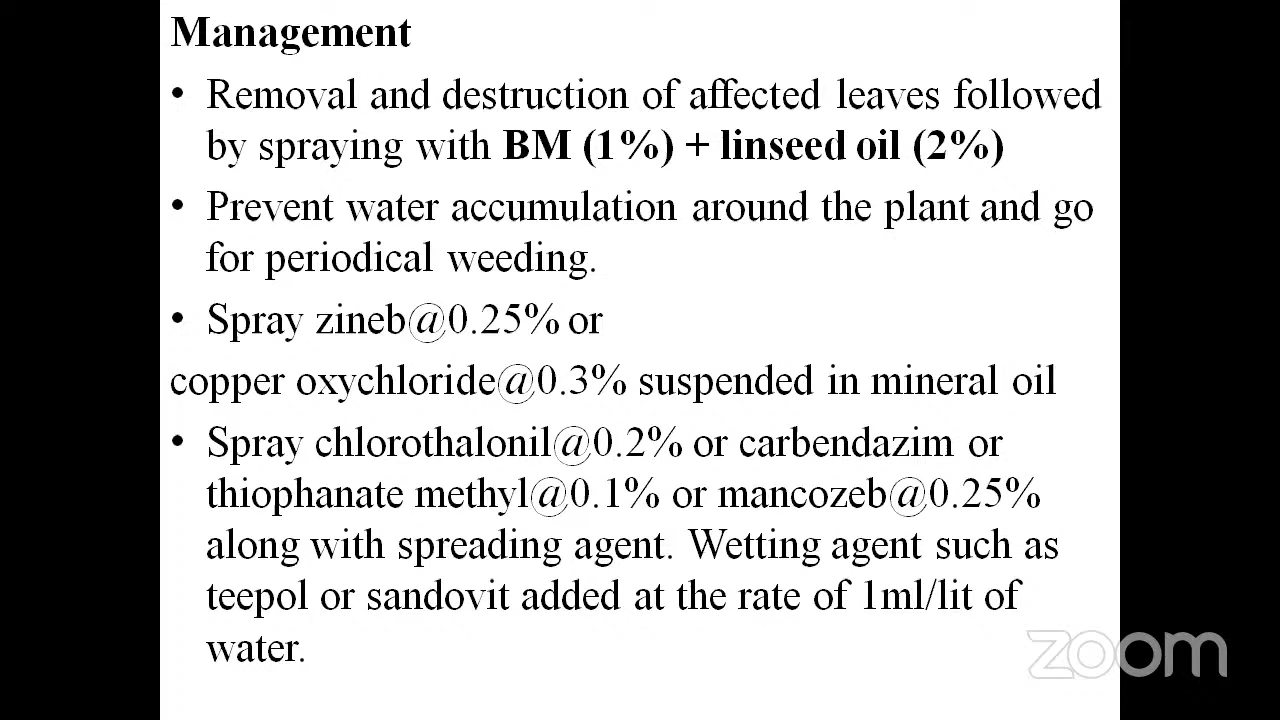 Management
• Removal and destruction of affected leaves followed
by spraying with BM (1%) + linseed oil (2%)
• Prevent water accumulation around the plant and go
for periodical weeding.
• Spray zineb@0.25% or
copper oxychloride@0.3% suspended in mineral oil
• Spray chlorothalonil@0.2% or carbendazim or
thiophanate methyl@0.1% or mancozeb@0.25%
along with spreading agent. Wetting agent such as
teepol or sandovit added at the rate of 1ml/lit of
water.
zoom